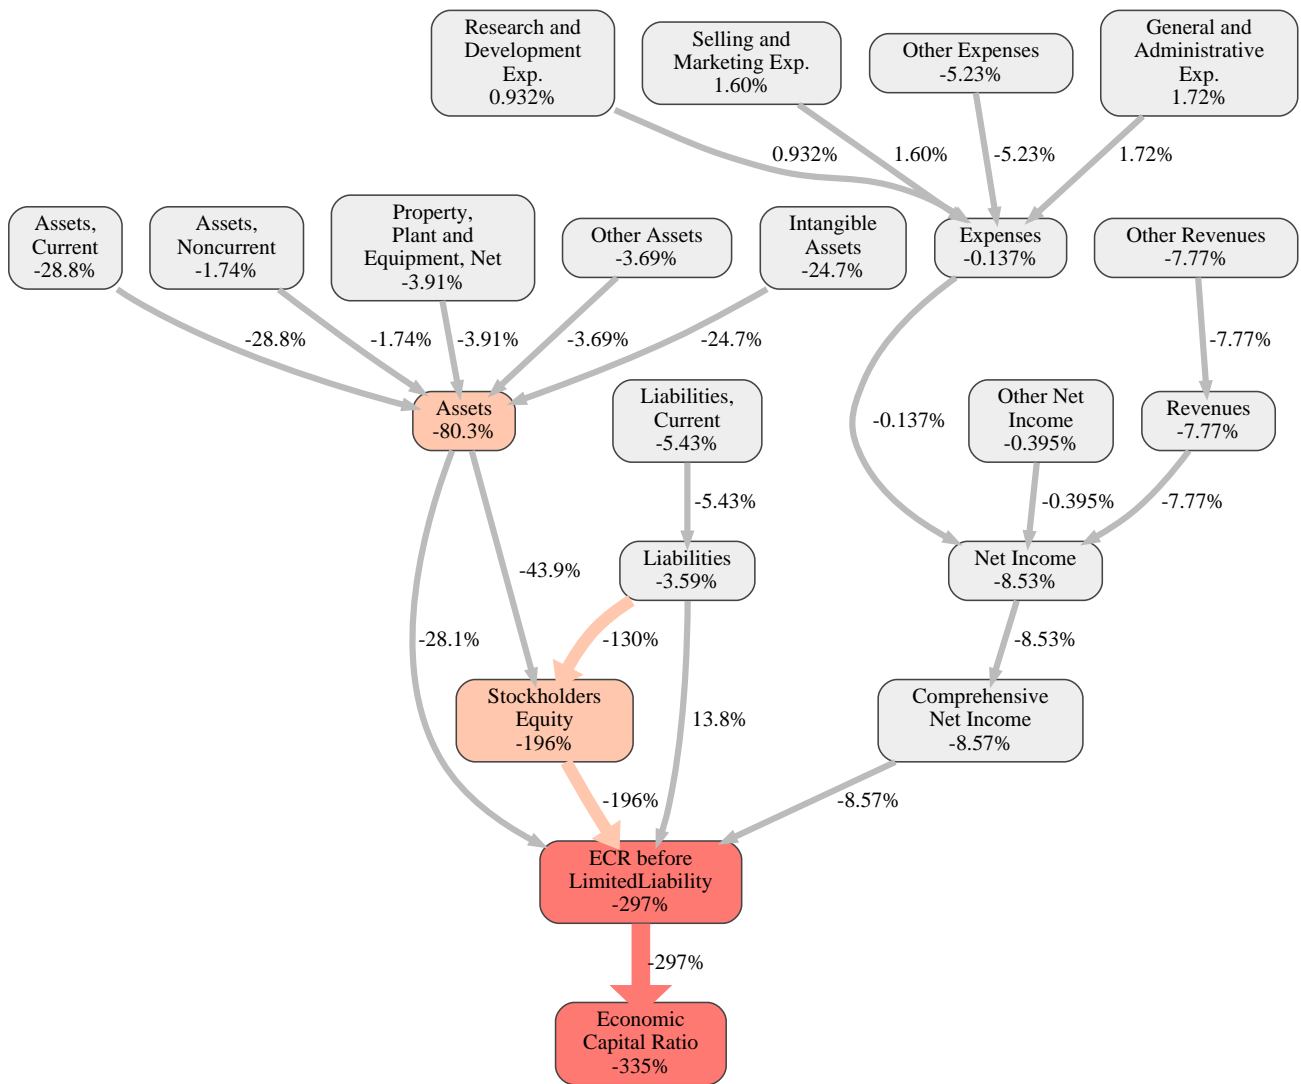 Research and
Development
Exp.
0.932%
Selling and
Marketing Exp.
1.60%
Other Expenses
-5.23%
General and
Administrative
Exp.
1.72%
0.932%
1.60%
-5.23%
1.72%
Assets,
Current
-28.8%
Assets,
Noncurrent
-1.74%
Property,
Plant and
Equipment, Net
-3.91%
Other Assets
-3.69%
Intangible
Assets
-24.7%
Expenses
-0.137%
Other Revenues
-7.77%
-28.8%
-1.74%
-3.91%
-3.69%
-24.7%
-7.77%
Assets
-80.3%
Liabilities,
Current
-5.43%
-0.137%
Other Net
Income
-0.395%
Revenues
-7.77%
-5.43%
-0.395%
-7.77%
-43.9%
Liabilities
-3.59%
Net Income
-8.53%
-28.1%
-130%
-8.53%
Stockholders
Equity
-196%
13.8%
Comprehensive
Net Income
-8.57%
-196%
-8.57%
ECR before
LimitedLiability
-297%
-297%
Economic
Capital Ratio
-335%